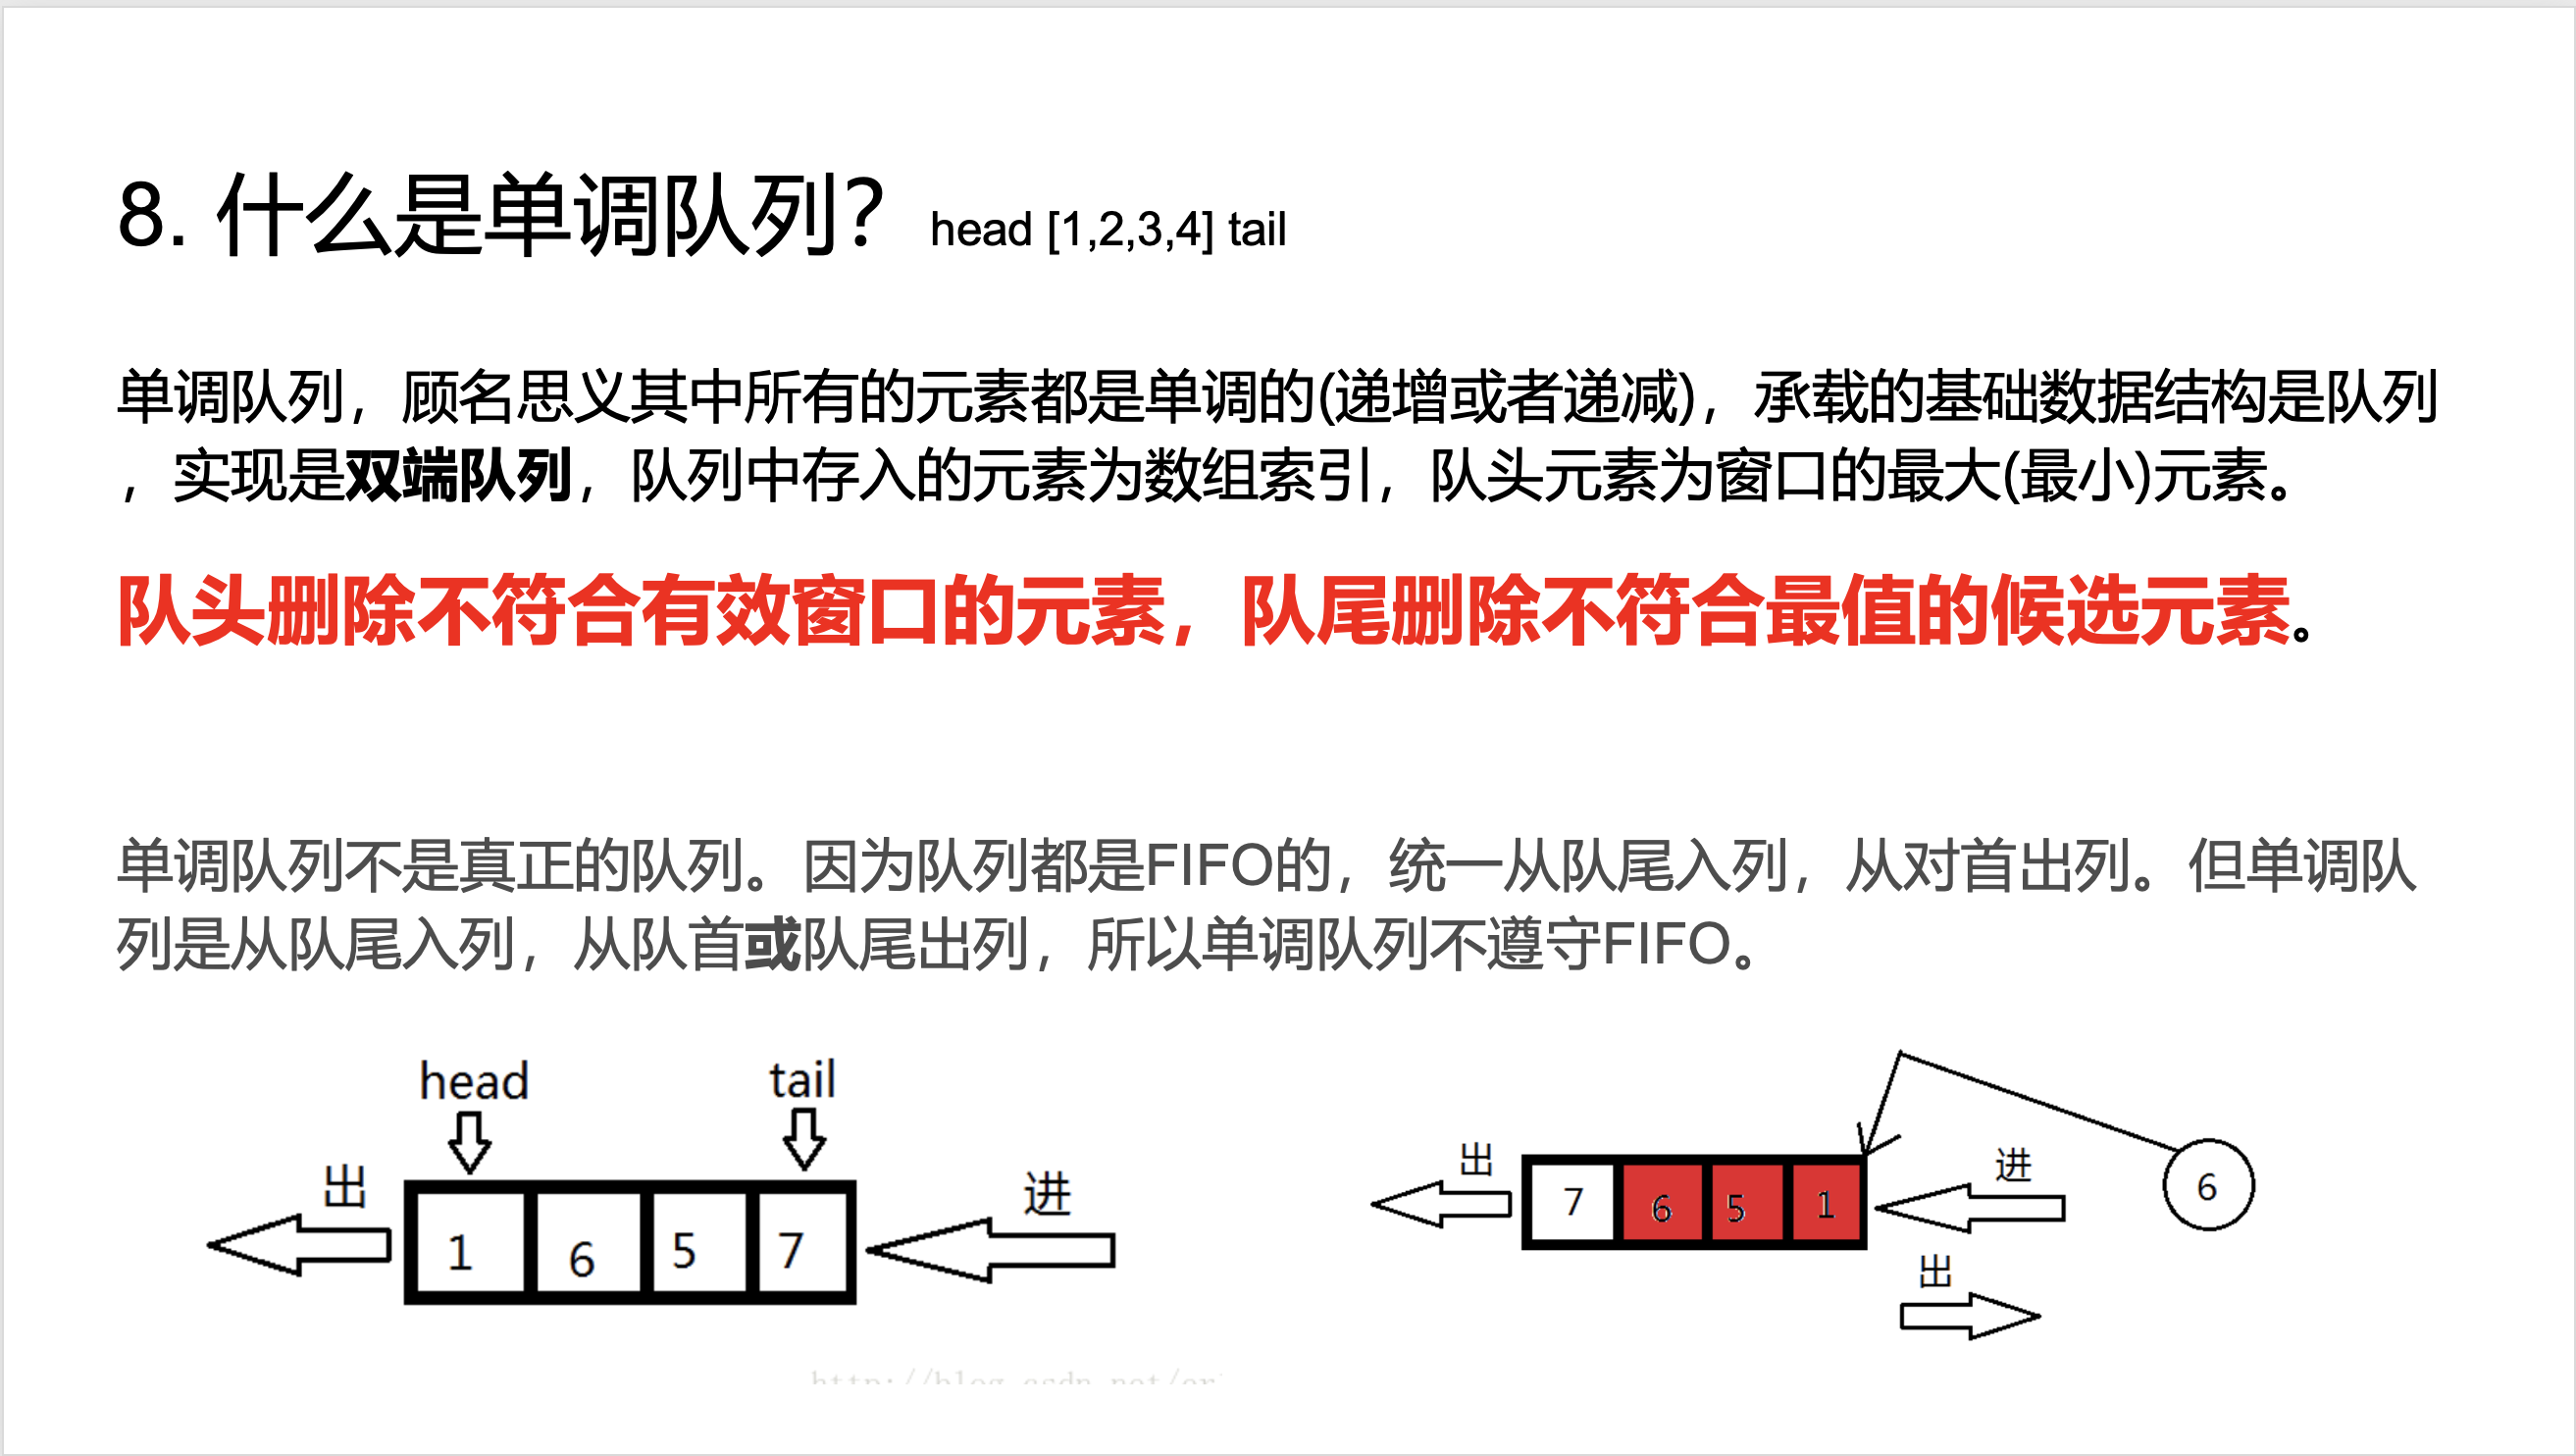 8. 什么是单调队列？ head [1,2,3,4] tail
单调队列，顾名思义其中所有的元素都是单调的(递增或者递减)，承载的基础数据结构是队列
，实现是双端队列，队列中存入的元素为数组索引，队头元素为窗口的最大(最小)元素。
队头删除不符合有效窗口的元素，队尾删除不符合最值的候选元素。
单调队列不是真正的队列。因为队列都是FIFO的，统一从队尾入列，从对首出列。但单调队
列是从队尾入列，从队首或队尾出列，所以单调队列不遵守FIFO。
head tail
出 进
1 6 5 7
出 进
7 6 5 1 6
出